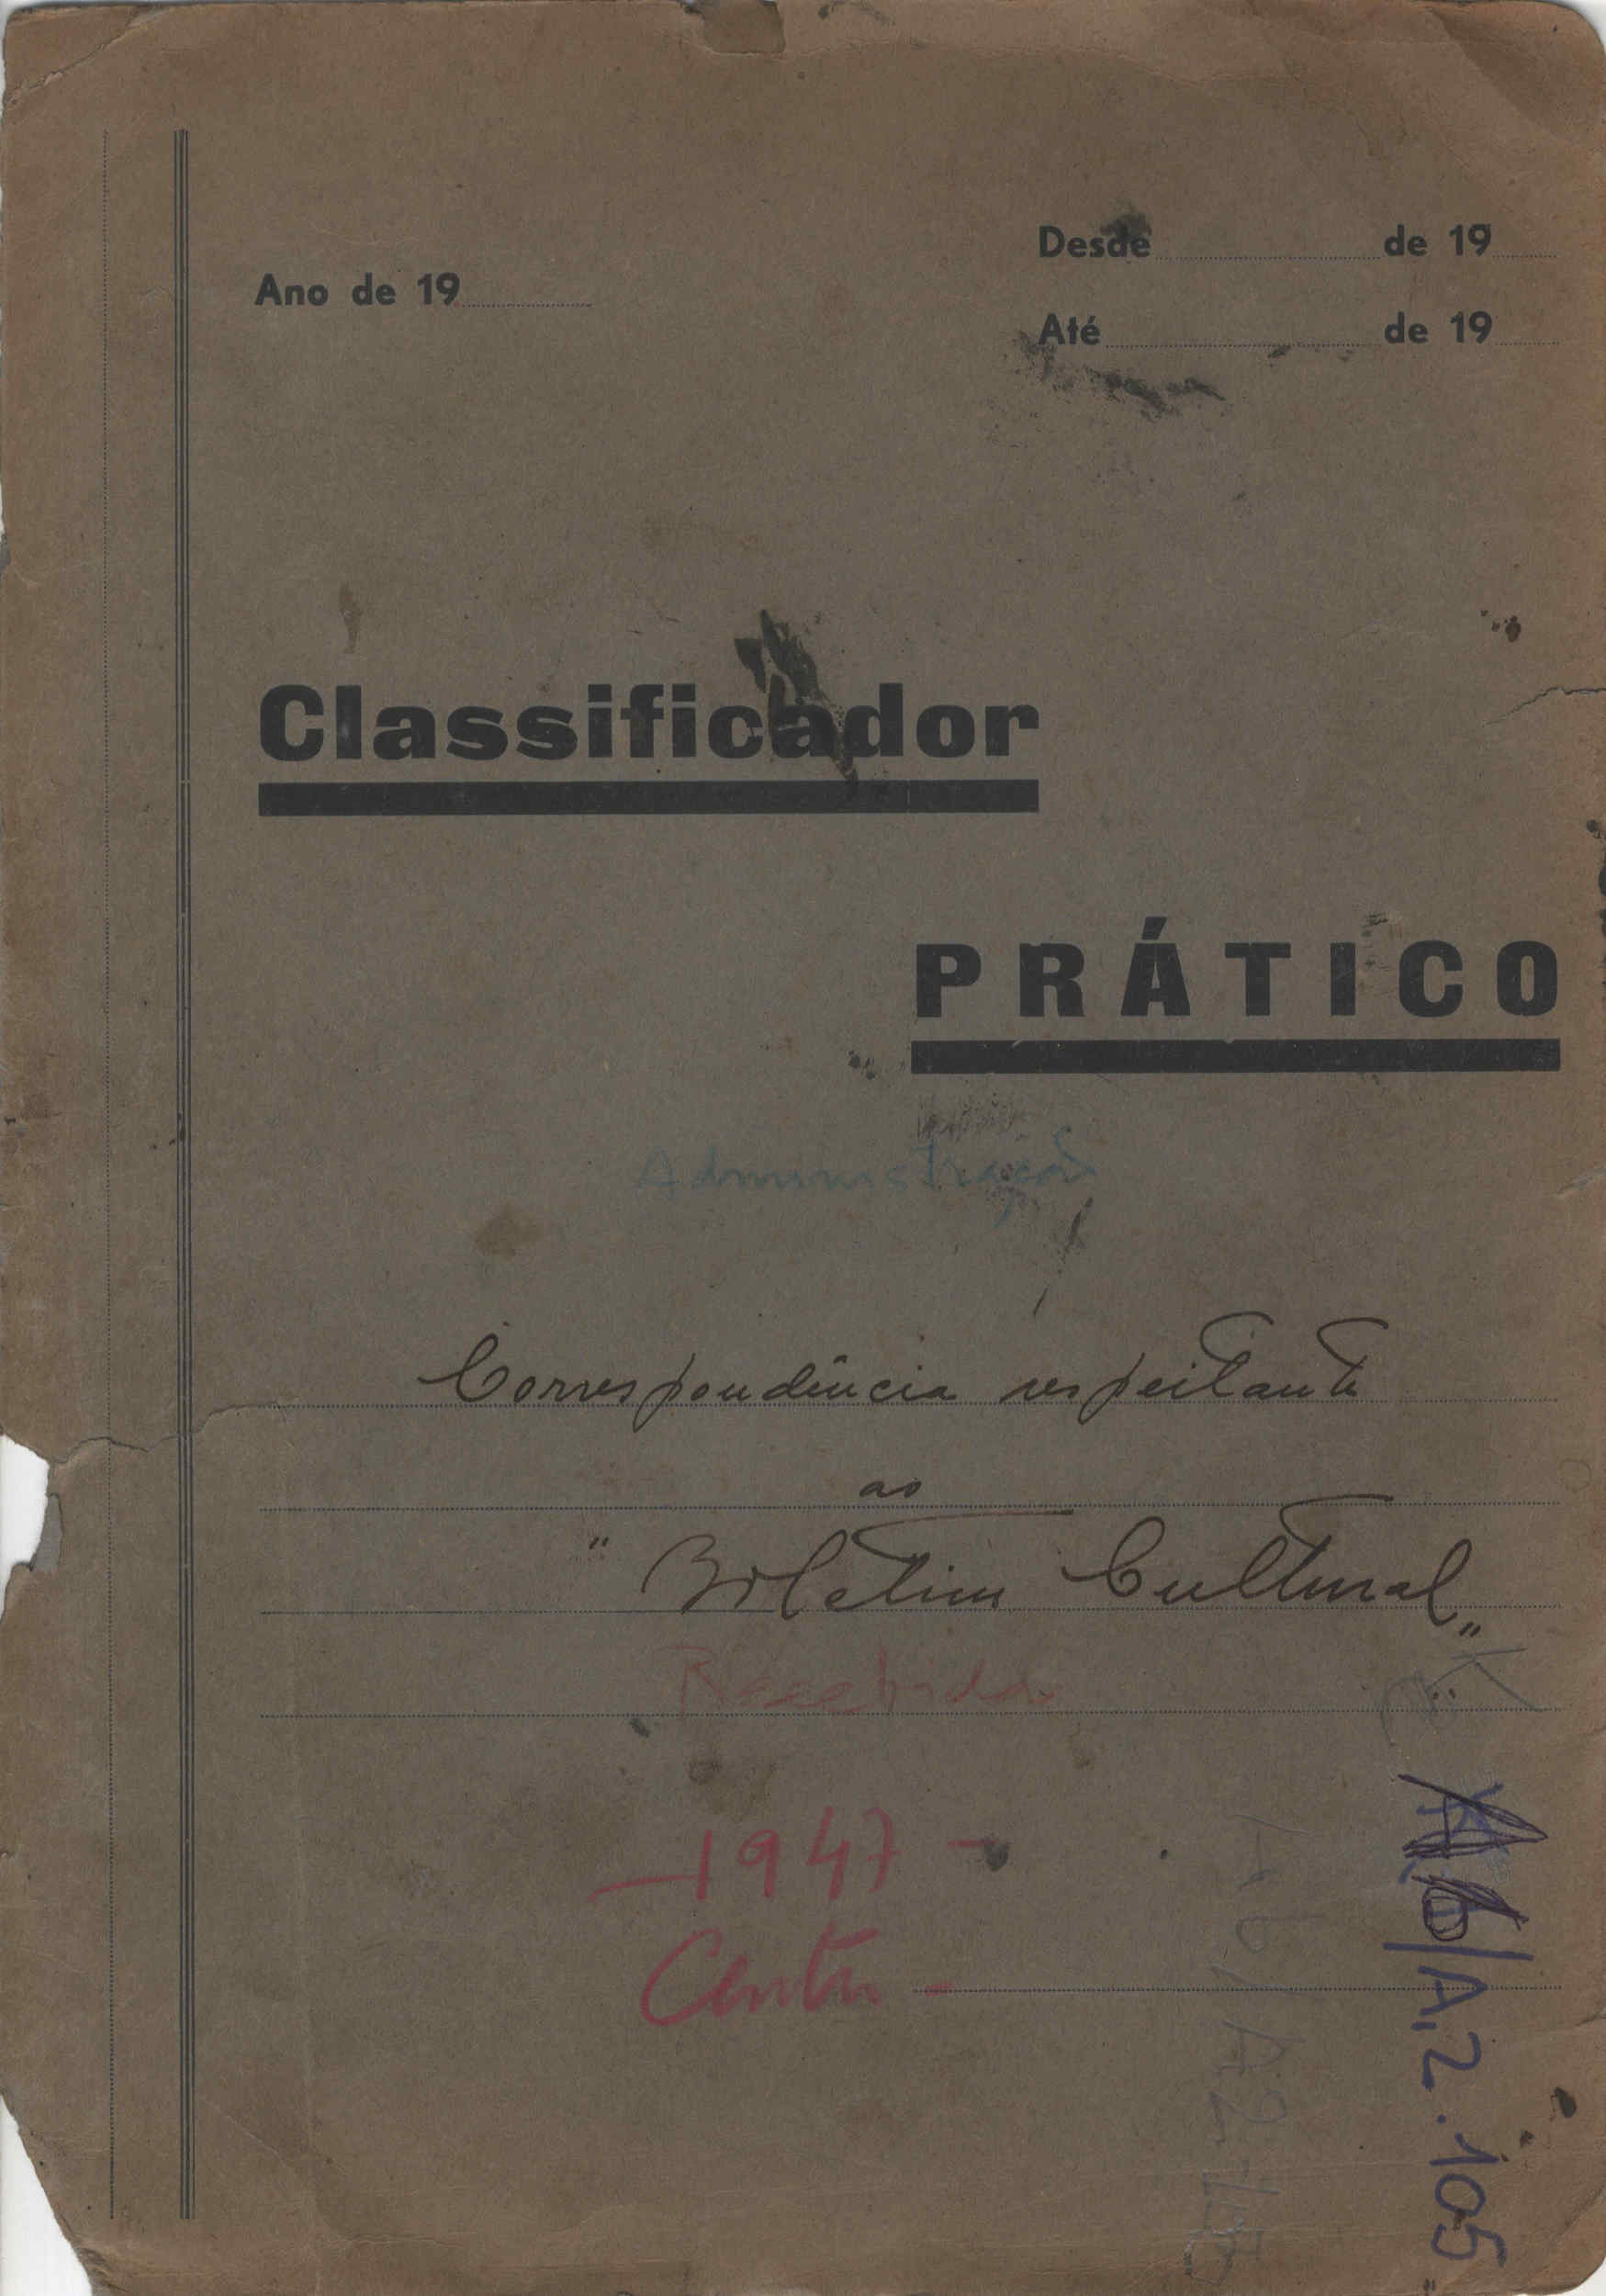 Desde de 19
Ano de 19
Até de 19
Classificador
PRÁTICO
Administração
Correspondência respeitante
ao
" Boletim Cultural "
Recebida
- 1947 -
A.2.105